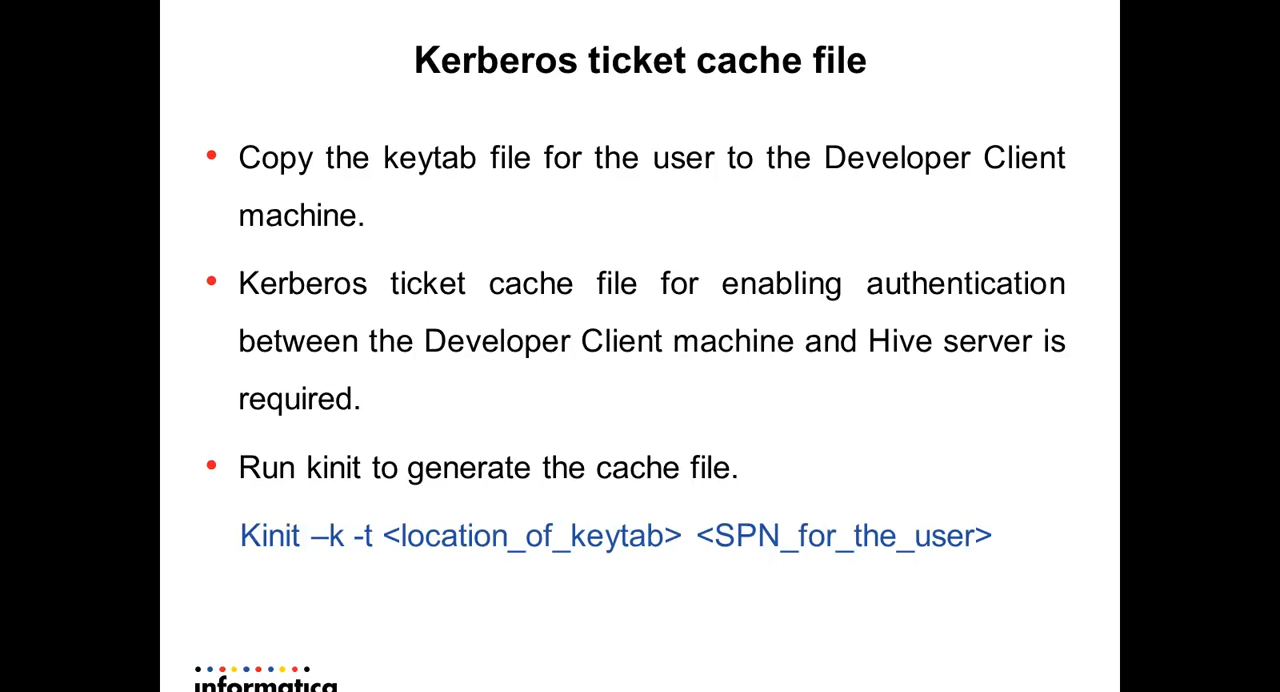 Kerberos ticket cache file
• Copy the keytab file for the user to the Developer Client
machine.
• Kerberos ticket cache file for enabling authentication
between the Developer Client machine and Hive server is
required.
• Run kinit to generate the cache file.
Kinit –k -t <location_of_keytab> <SPN_for_the_user>
informatica